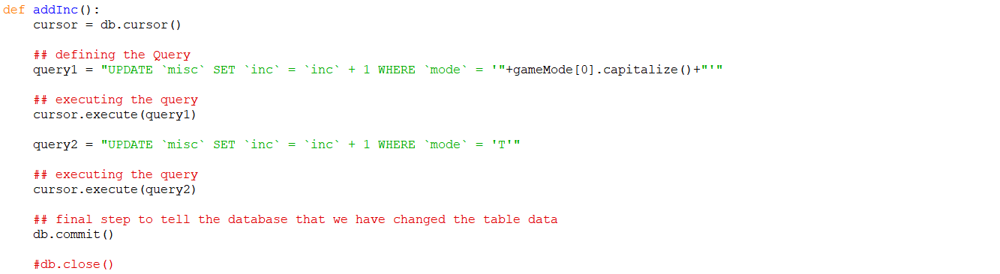 def addInc():
    cursor = db.cursor()
    ## defining the Query
    query1 = "UPDATE `misc` SET `inc` = `inc` + 1 WHERE `mode` = '"+gameMode[0].capitalize()+"'"
    ## executing the query
    cursor.execute(query1)
    query2 = "UPDATE `misc` SET `inc` = `inc` + 1 WHERE `mode` = 'T'"
    ## executing the query
    cursor.execute(query2)
    ## final step to tell the database that we have changed the table data
    db.commit()
    #db.close()